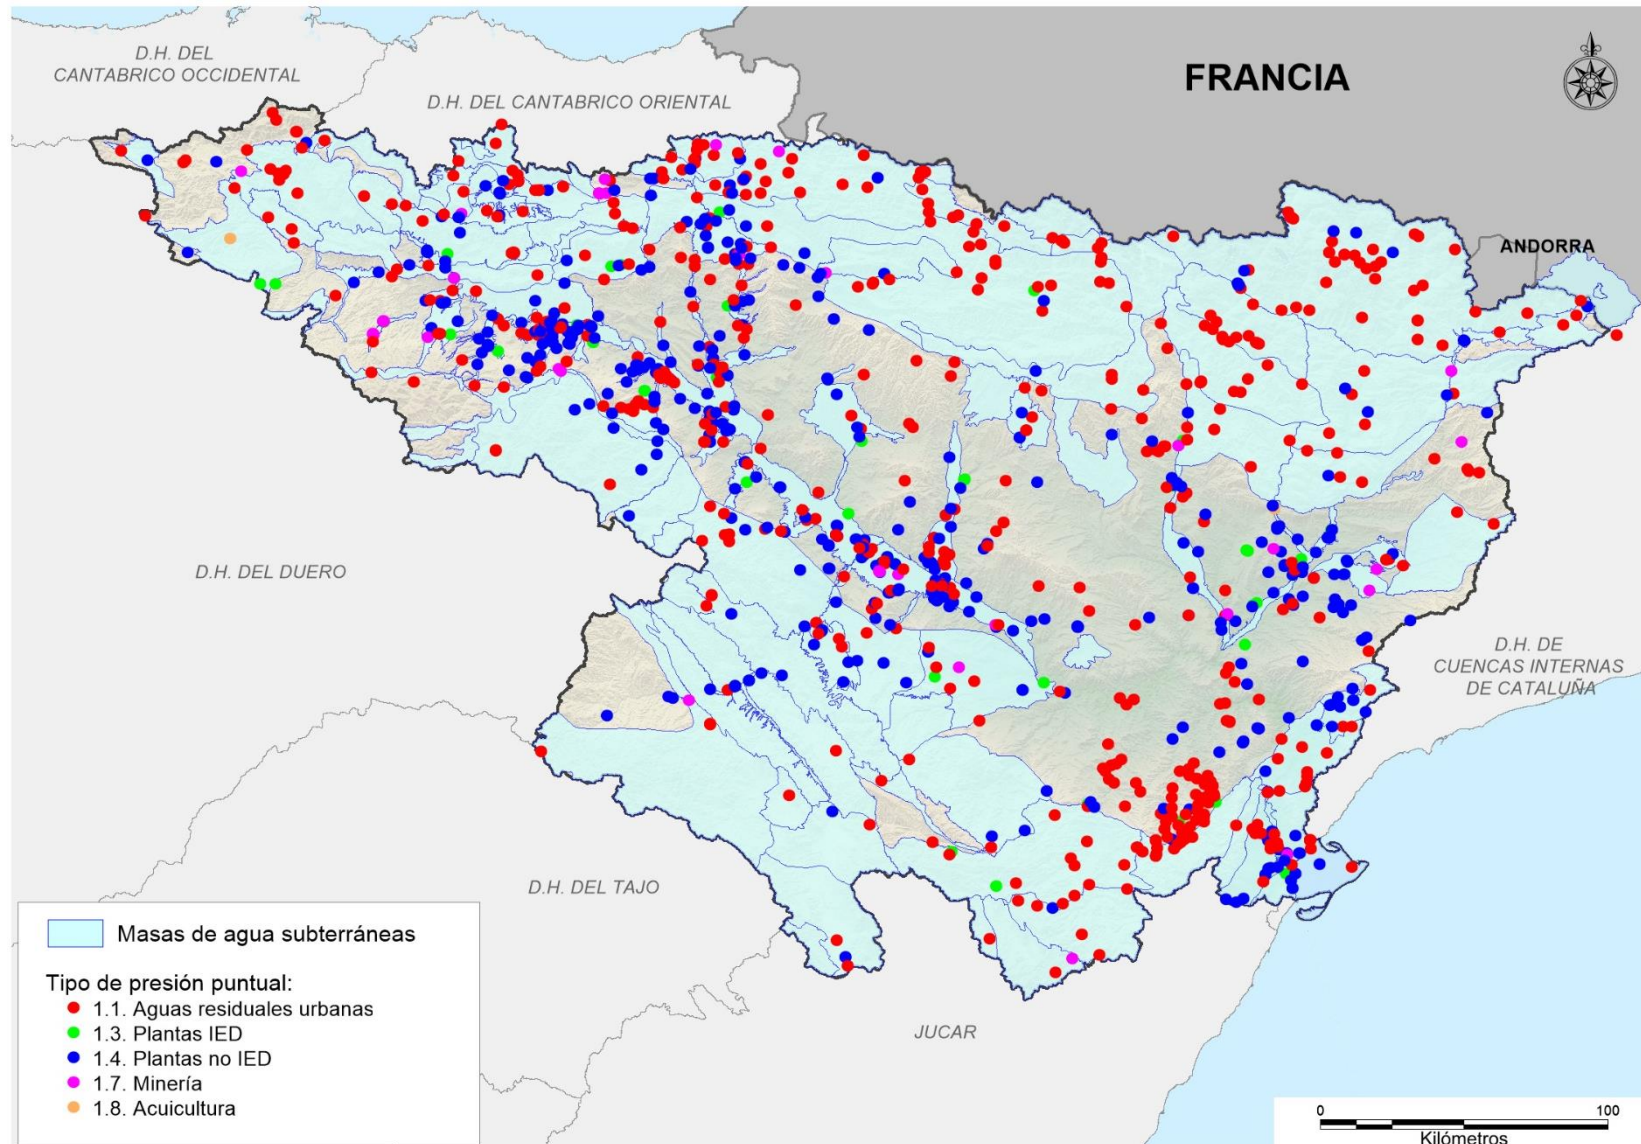 D.H. DEL
CANTABRICO OCCIDENTAL
D.H. DEL CANTABRICO ORIENTAL
FRANCIA
ANDORRA
D.H. DEL DUERO
D.H. DE
CUENCAS INTERNAS
DE CATALUÑA
D.H. DEL TAJO
JUCAR
Masas de agua subterráneas
Tipo de presión puntual:
1.1. Aguas residuales urbanas
1.3. Plantas IED
1.4. Plantas no IED
1.7. Minería
1.8. Acuicultura
0 100
Kilómetros